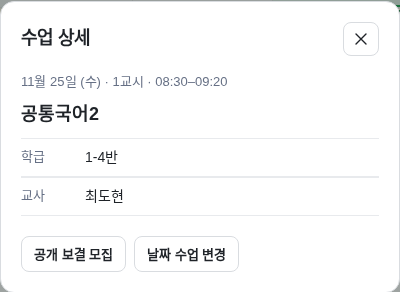 수업 상세
11월 25일 (수) · 1교시 · 08:30–09:20
공통국어2
학급 1-4반
교사 최도현
공개 보결 모집 날짜 수업 변경